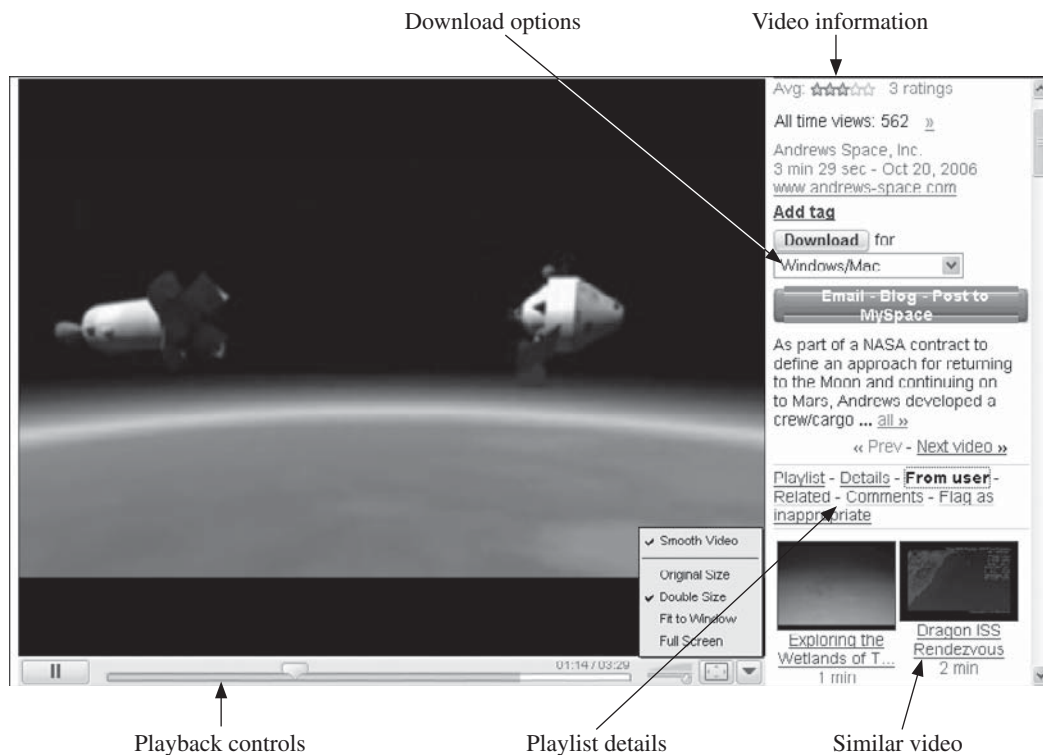 Download options
Video information
Avg: 3 ratings
All time views: 562 »
Andrews Space, Inc.
3 min 29 sec - Oct 20, 2006
www.andrews-space.com
Add tag
Download for
Windows/Mac
Email - Blog - Post to
MySpace
As part of a NASA contract to
define an approach for returning
to the Moon and continuing on
to Mars, Andrews developed a
crew/cargo ... all »
« Prev - Next video »
Playlist - Details - From user -
Related - Comments - Flag as
inappropriate
Smooth Video
Original Size
Double Size
Fit to Window
Full Screen
Exploring the
Wetlands of T...
1 min
Dragon ISS
Rendezvous
2 min
01:14 / 03:29
Playback controls
Playlist details
Similar video